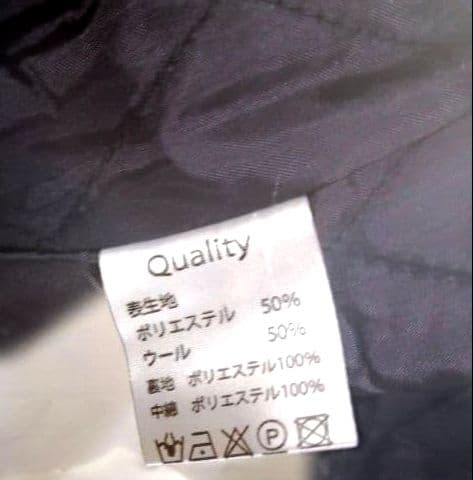 Quality
表生地
ポリエステル 50%
ウール 50%
裏地 ポリエステル100%
中綿 ポリエステル100%
P